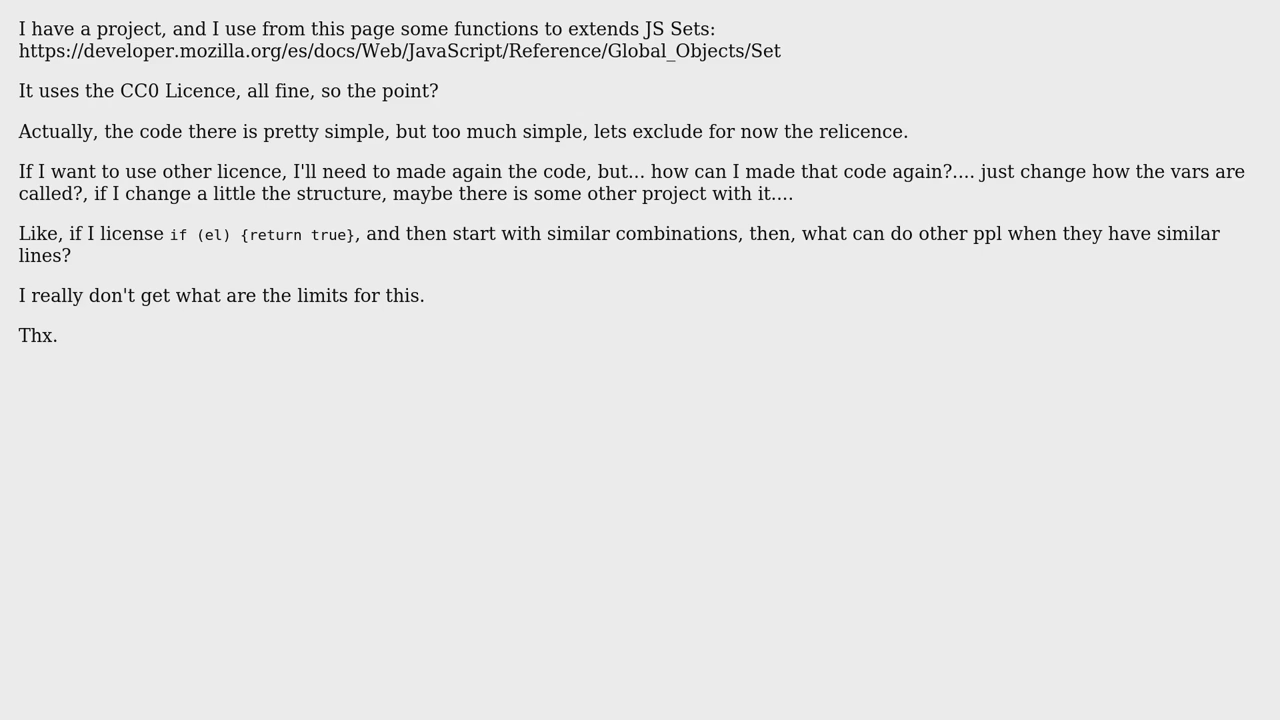 I have a project, and I use from this page some functions to extends JS Sets:
https://developer.mozilla.org/es/docs/Web/JavaScript/Reference/Global_Objects/Set
It uses the CC0 Licence, all fine, so the point?
Actually, the code there is pretty simple, but too much simple, lets exclude for now the relicence.
If I want to use other licence, I'll need to made again the code, but... how can I made that code again?.... just change how the vars are
called?, if I change a little the structure, maybe there is some other project with it....
Like, if I license if (el) {return true}, and then start with similar combinations, then, what can do other ppl when they have similar
lines?
I really don't get what are the limits for this.
Thx.